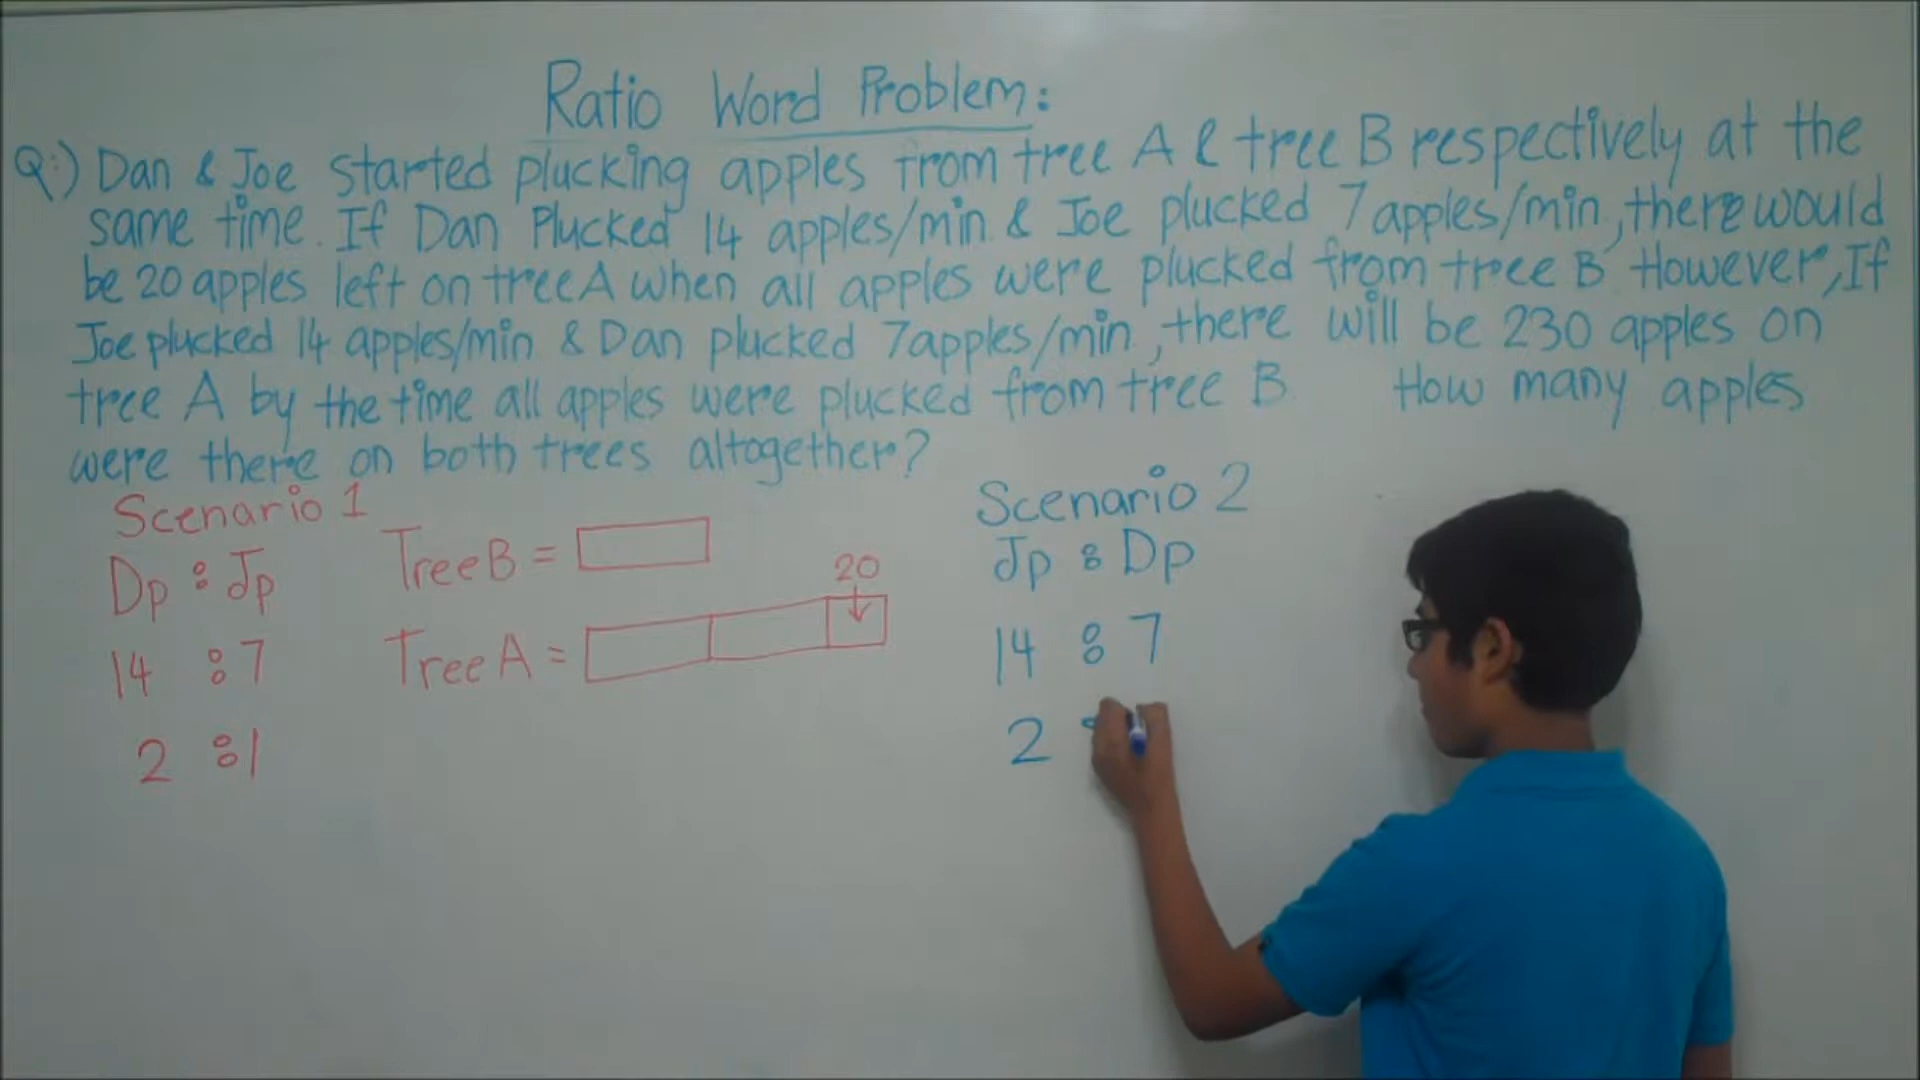 Ratio Word Problem:
Q:) Dan & Joe started plucking apples from tree A & tree B respectively at the
same time. If Dan Plucked 14 apples/min & Joe plucked 7 apples/min, there would
be 20 apples left on tree A when all apples were plucked from tree B. However, If
Joe plucked 14 apples/min & Dan plucked 7 apples/min, there will be 230 apples on
tree A by the time all apples were plucked from tree B. How many apples
were there on both trees altogether?
Scenario 1
Dp : Jp
14 : 7
2 : 1
Tree B =
20
Tree A =
Scenario 2
Jp : Dp
14 : 7
2